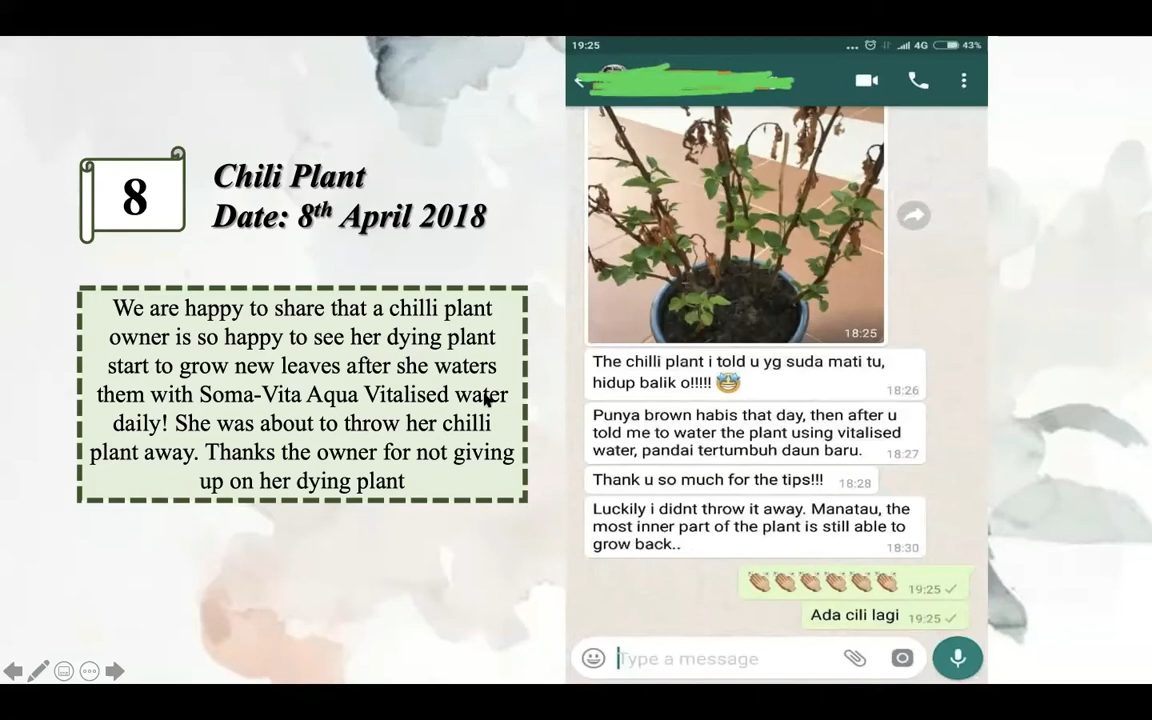 8
Chili Plant
Date: 8th April 2018
We are happy to share that a chilli plant
owner is so happy to see her dying plant
start to grow new leaves after she waters
them with Soma-Vita Aqua Vitalised water
daily! She was about to throw her chilli
plant away. Thanks the owner for not giving
up on her dying plant
19:25
4G 43%
18:25
The chilli plant i told u yg suda mati tu,
hidup balik o!!!!! 🤩
18:26
Punya brown habis that day, then after u
told me to water the plant using vitalised
water, pandai tertumbuh daun baru.
18:27
Thank u so much for the tips!!! 18:28
Luckily i didnt throw it away. Manatau, the
most inner part of the plant is still able to
grow back..
18:30
👏👏👏👏👏👏 19:25
Ada cili lagi 19:25
Type a message